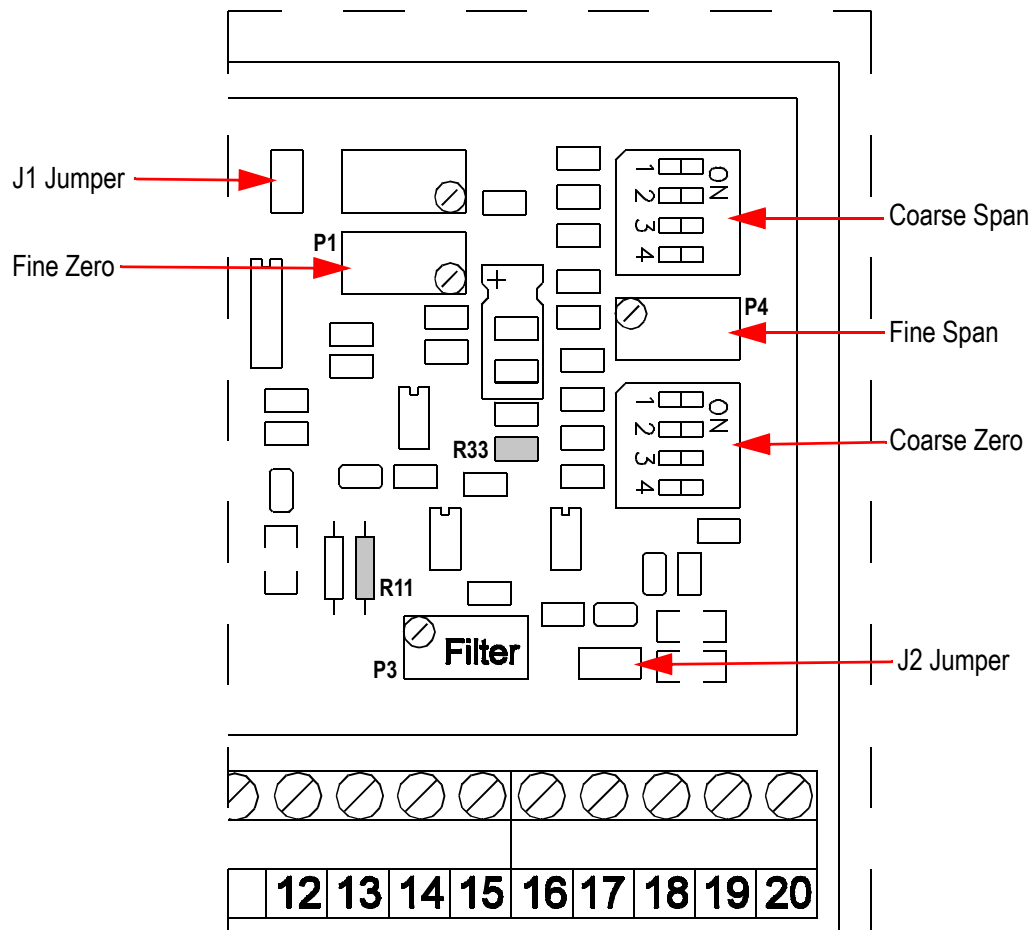 J1 Jumper
1
2
3
4
ON
Coarse Span
P1
Fine Zero
+
P4
Fine Span
1
2
3
4
ON
Coarse Zero
R33
R11
P3
Filter
J2 Jumper
12 13 14 15 16 17 18 19 20